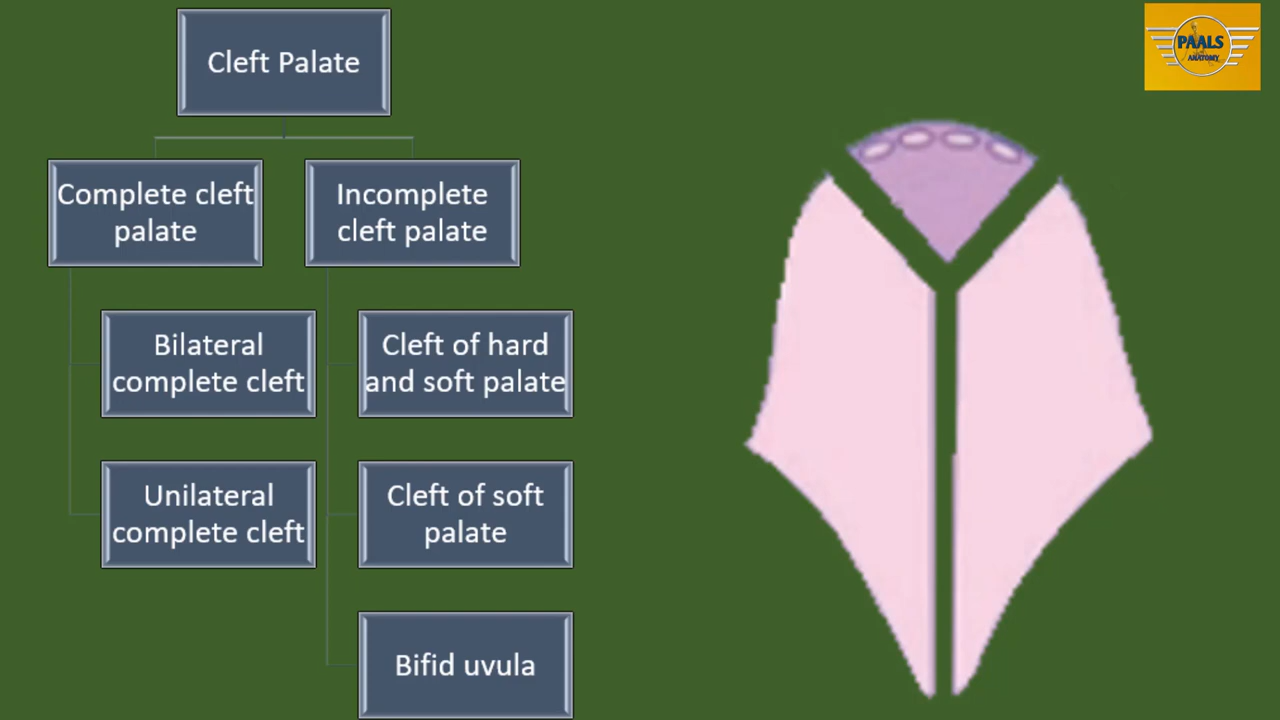 Cleft Palate
PAALS
ANATOMY
Complete cleft
palate
Incomplete
cleft palate
Bilateral
complete cleft
Cleft of hard
and soft palate
Unilateral
complete cleft
Cleft of soft
palate
Bifid uvula